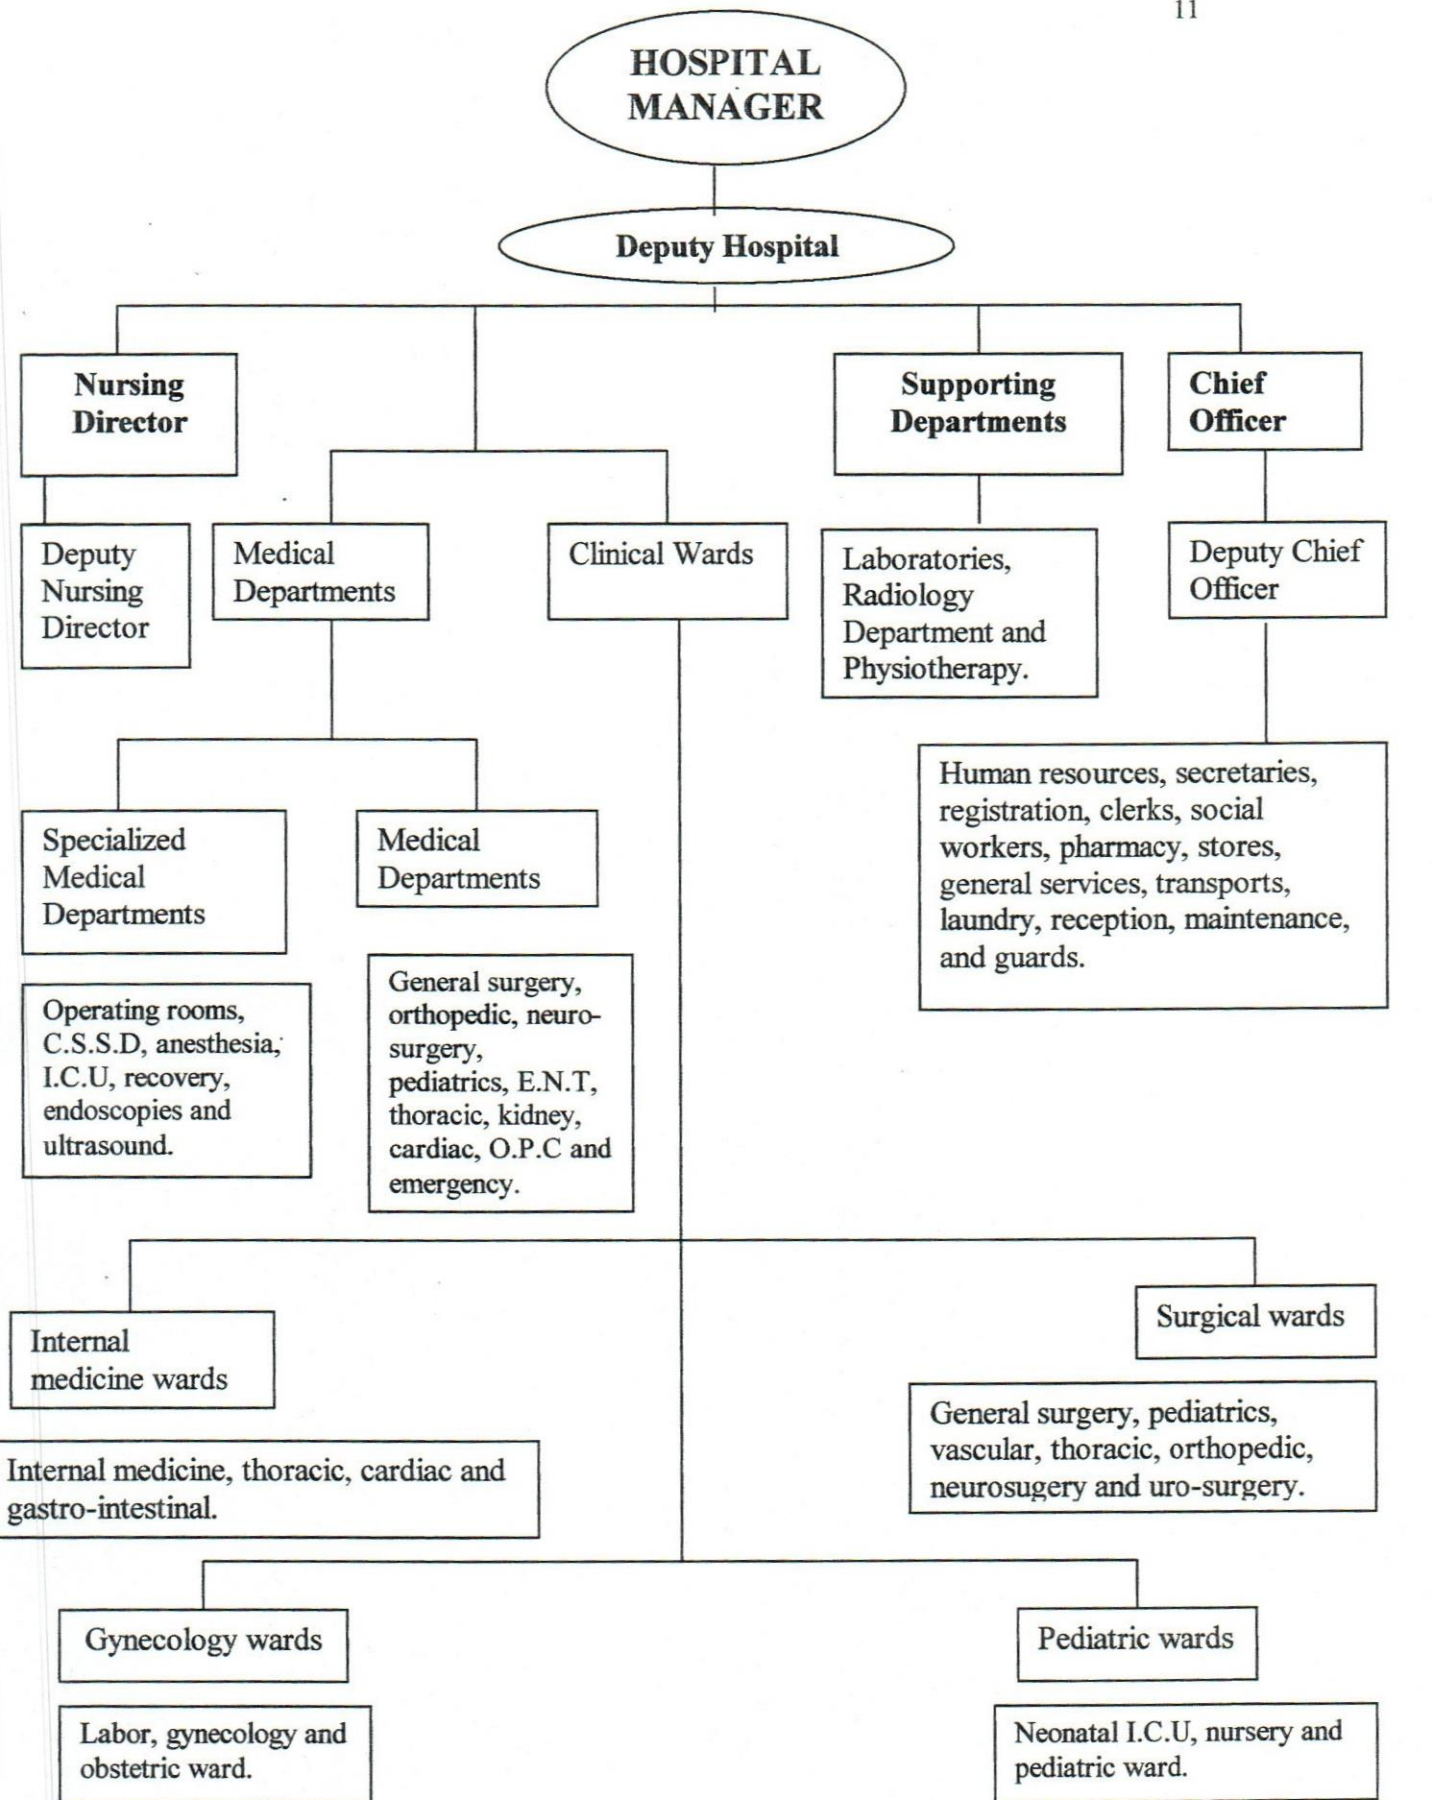 11
HOSPITAL
MANAGER
Deputy Hospital
Nursing
Director
Supporting
Departments
Chief
Officer
Deputy
Nursing
Director
Medical
Departments
Clinical Wards
Laboratories,
Radiology
Department and
Physiotherapy.
Deputy Chief
Officer
Human resources, secretaries,
registration, clerks, social
workers, pharmacy, stores,
general services, transports,
laundry, reception, maintenance,
and guards.
Specialized
Medical
Departments
Medical
Departments
Operating rooms,
C.S.S.D, anesthesia,
I.C.U, recovery,
endoscopies and
ultrasound.
General surgery,
orthopedic, neuro-
surgery,
pediatrics, E.N.T,
thoracic, kidney,
cardiac, O.P.C and
emergency.
Internal
medicine wards
Surgical wards
Internal medicine, thoracic, cardiac and
gastro-intestinal.
General surgery, pediatrics,
vascular, thoracic, orthopedic,
neurosugery and uro-surgery.
Gynecology wards
Pediatric wards
Labor, gynecology and
obstetric ward.
Neonatal I.C.U, nursery and
pediatric ward.